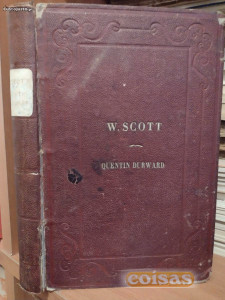 W. SCOTT
QUENTIN DURWARD.
coisas